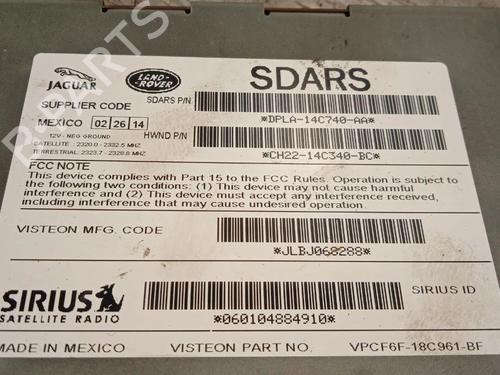 JAGUAR
LAND-
ROVER
SDARS
SUPPLIER CODE
SDARS P/N
*DPLA-14C740-AA*
MEXICO 02 26 14
12V- NEG GROUND
HWND P/N
SATELLITE : 2320.0 - 2332.5 MHZ
TERRESTRIAL: 2323.7 - 2328.8 MHZ
*CH22-14C340-BC*
FCC NOTE
This device complies with Part 15 to the FCC Rules. Operation is subject to
the following two conditions: (1) This device may not cause harmful
interference and (2) This device must accept any interference received,
including interference that may cause undesired operation.
VISTEON MFG. CODE
*JLBJ068288*
SIRIUS
SATELLITE RADIO
SIRIUS ID
*060104884910*
MADE IN MEXICO
VISTEON PART NO.
VPCF6F-18C961-BF